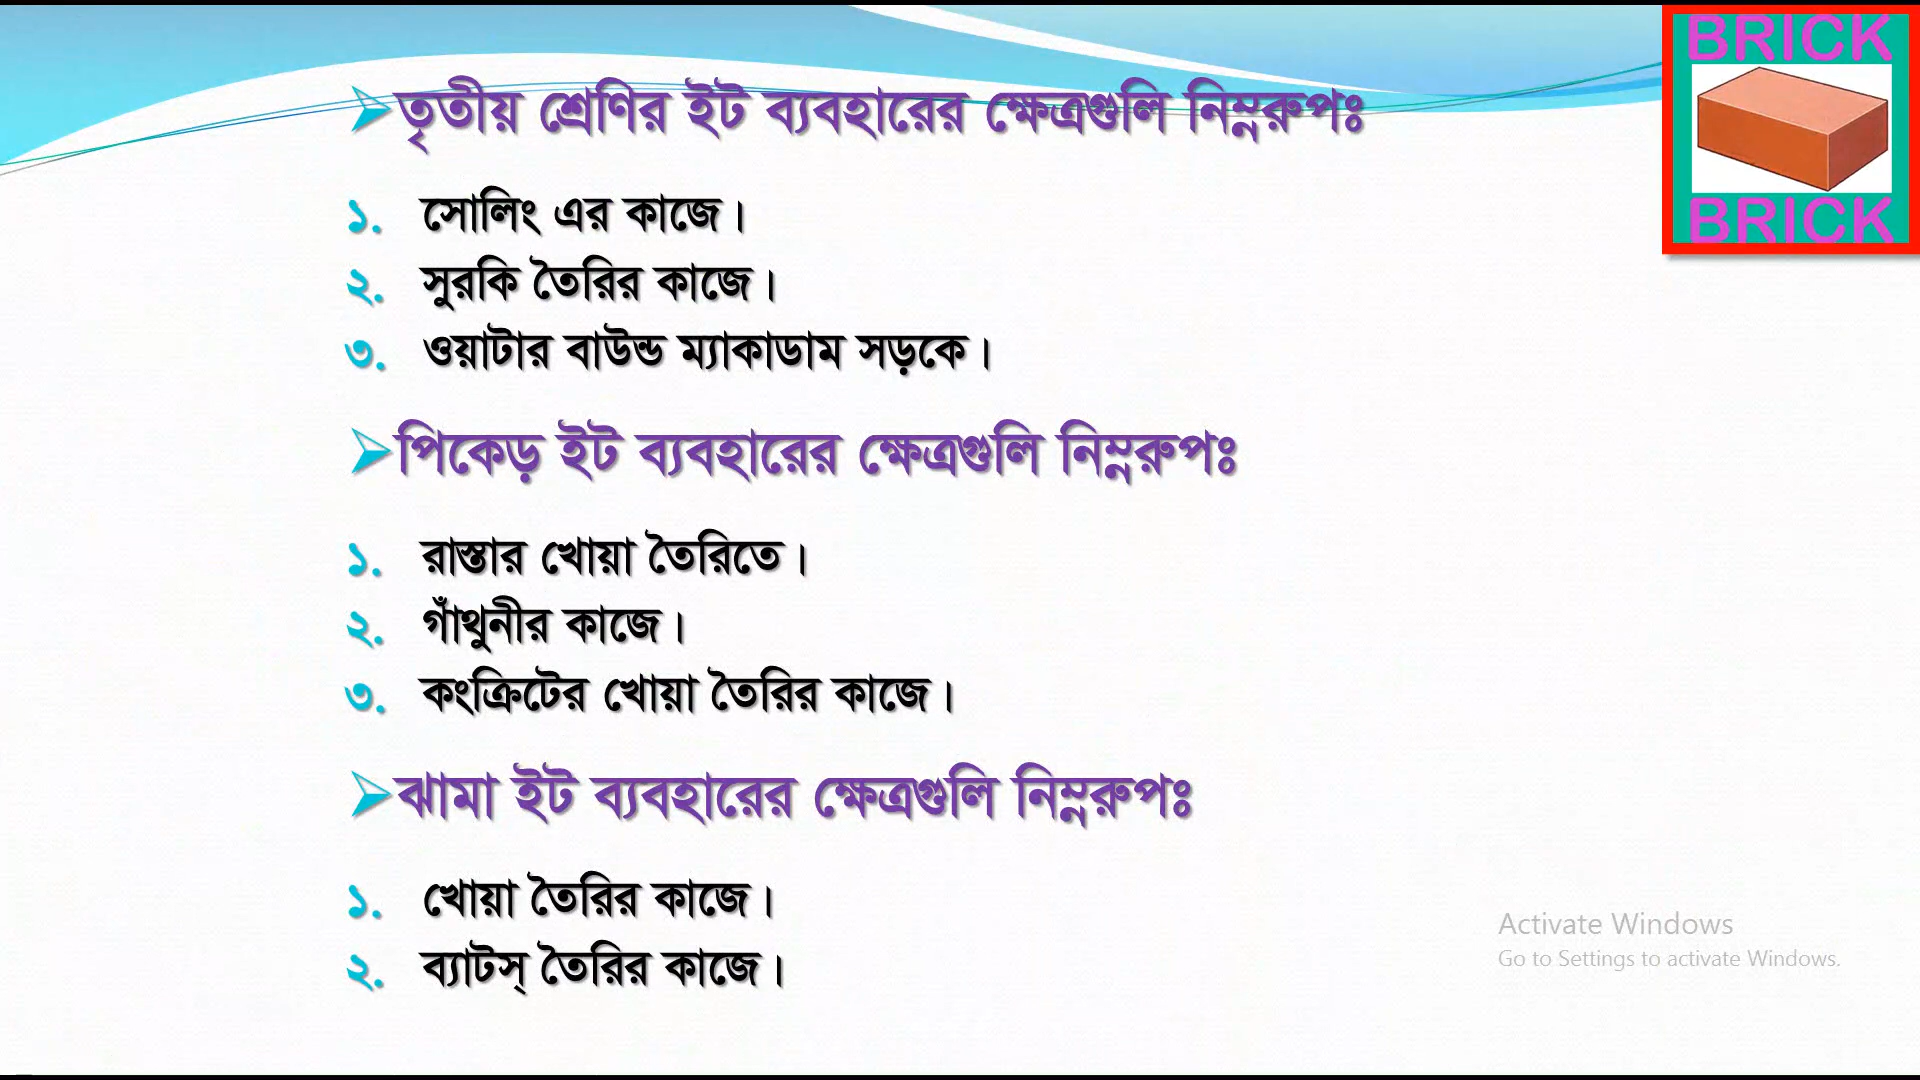 তৃতীয় শ্রেণির ইট ব্যবহারের ক্ষেত্রগুলি নিম্নরুপঃ
১. সোলিং এর কাজে।
২. সুরকি তৈরির কাজে।
৩. ওয়াটার বাউন্ড ম্যাকাডাম সড়কে।
পিকেড় ইট ব্যবহারের ক্ষেত্রগুলি নিম্নরুপঃ
১. রাস্তার খোয়া তৈরিতে।
২. গাঁথুনীর কাজে।
৩. কংক্রিটের খোয়া তৈরির কাজে।
ঝামা ইট ব্যবহারের ক্ষেত্রগুলি নিম্নরুপঃ
১. খোয়া তৈরির কাজে।
২. ব্যাটস্ তৈরির কাজে।
BRICK
BRICK
Activate Windows
Go to Settings to activate Windows.